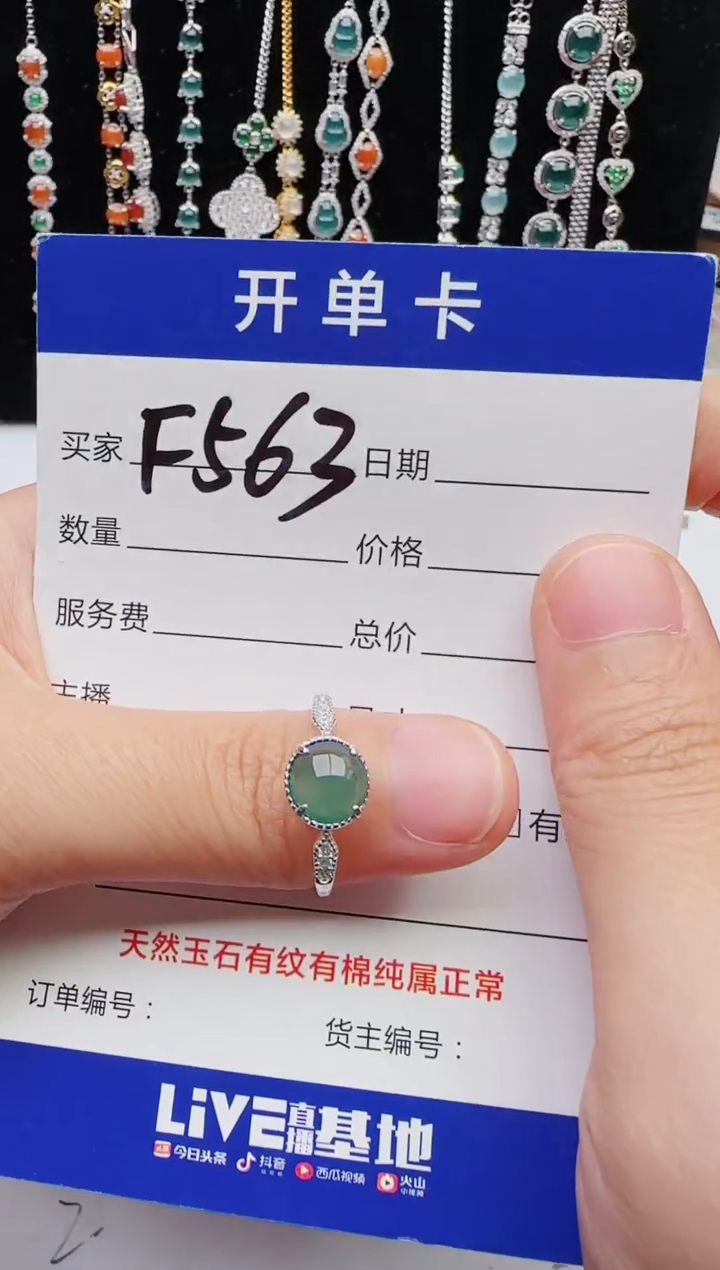 开单卡
买家 F563 日期
数量 价格
服务费 总价
主播
有
天然玉石有纹有棉纯属正常
订单编号：
货主编号：
LiVE直播基地
今日头条 抖音 西瓜视频 火山